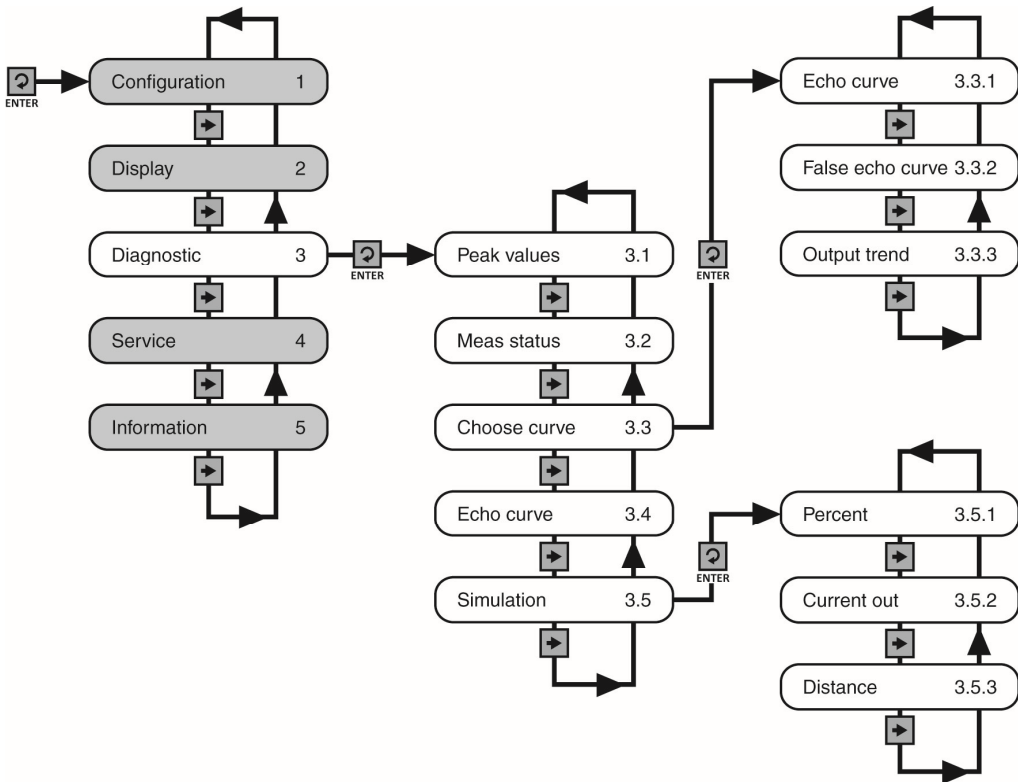 ENTER
Configuration 1
Display 2
Diagnostic 3
Service 4
Information 5
ENTER
Peak values 3.1
Meas status 3.2
Choose curve 3.3
Echo curve 3.4
Simulation 3.5
ENTER
Echo curve 3.3.1
False echo curve 3.3.2
Output trend 3.3.3
ENTER
Percent 3.5.1
Current out 3.5.2
Distance 3.5.3